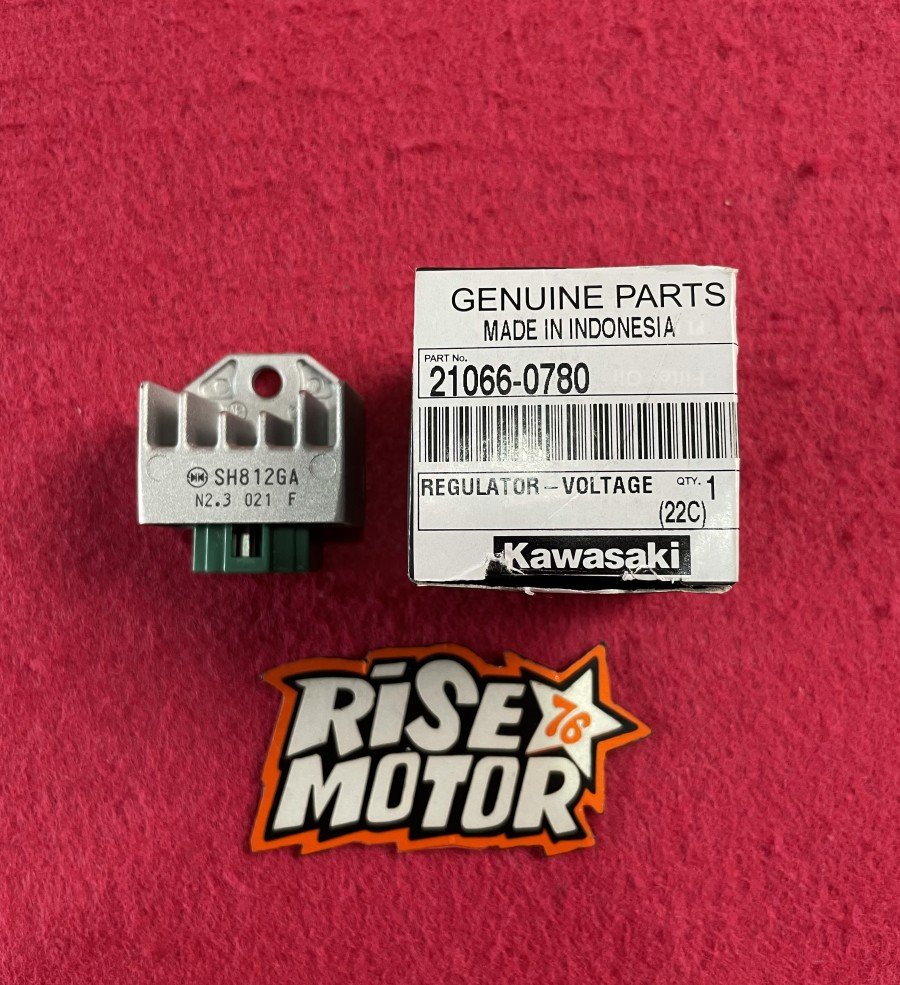 GENUINE PARTS
MADE IN INDONESIA
PART No.
21066-0780
REGULATOR-VOLTAGE QTY. 1
(22C)
Kawasaki
SH812GA
N2.3 021 F
RiSE 76
MOTOR